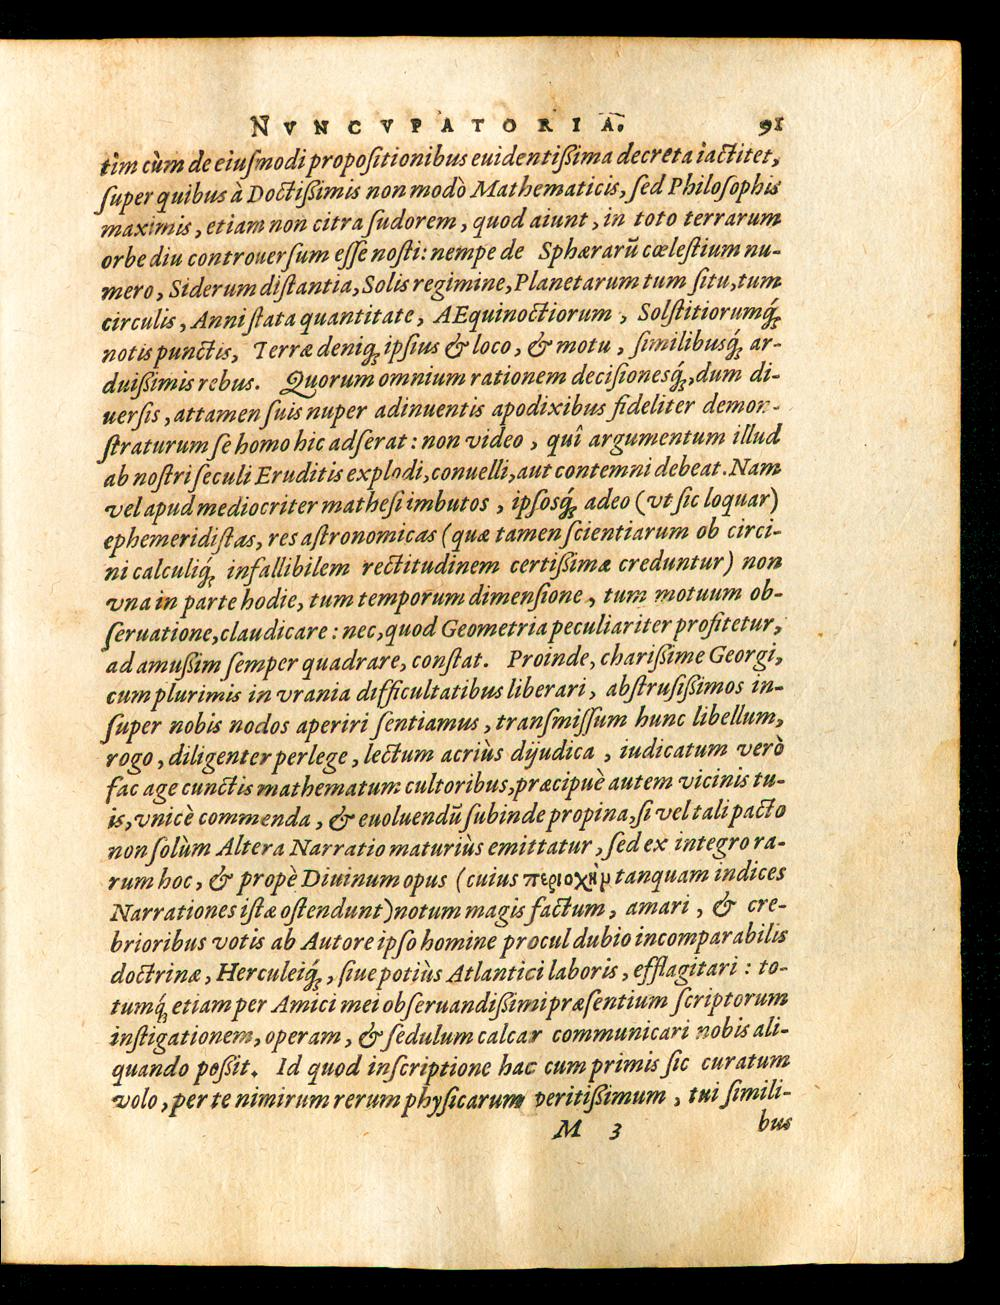 NVNCVPATORIA. 91
tim cùm de eiuſmodi propoſitionibus euidentißima decreta iactitet,
ſuper quibus à Doctißimis non modò Mathematicis, ſed Philoſophis
maximis, etiam non citra ſudorem, quod aiunt, in toto terrarum
orbe diu controuerſum eſſe noſti: nempe de Sphærarū cœleſtium nu-
mero, Siderum diſtantia, Solis regimine, Planetarum tum ſitu, tum
circulis, Anni ſtata quantitate, AEquinoctiorum, Solſtitiorumq́
notis punctis, Terræ deniq; ipſius & loco, & motu, ſimilibusq́ ar-
duißimis rebus. Quorum omnium rationem deciſionesq́, dum di-
uerſis, attamen ſuis nuper adinuentis apodixibus fideliter demon-
ſtraturum ſe homo hic adſerat: non video, quî argumentum illud
ab noſtri ſeculi Eruditis explodi, conuelli, aut contemni debeat. Nam
vel apud mediocriter matheſi imbutos, ipſosq́ adeo (vt ſic loquar)
ephemeridiſtas, res aſtronomicas (quæ tamen ſcientiarum ob circi-
ni calculiq́ infallibilem rectitudinem certißimæ creduntur) non
vna in parte hodie, tum temporum dimenſione, tum motuum ob-
ſeruatione, claudicare: nec, quod Geometria peculiariter profitetur,
ad amußim ſemper quadrare, conſtat. Proinde, charißime Georgi,
cum plurimis in vrania difficultatibus liberari, abſtruſißimos in-
ſuper nobis nodos aperiri ſentiamus, tranſmiſſum hunc libellum,
rogo, diligenter perlege, lectum acriùs dijudica, iudicatum verò
fac age cunctis mathematum cultoribus, præcipuè autem vicinis tu-
is, vnicè commenda, & euoluendū ſubinde propina, ſi vel tali pacto
non ſolùm Altera Narratio maturiùs emittatur, ſed ex integro ra-
rum hoc, & propè Diuinum opus (cuius περιοχὴμ tanquam indices
Narrationes iſtæ oſtendunt) notum magis factum, amari, & cre-
brioribus votis ab Autore ipſo homine procul dubio incomparabilis
doctrinæ, Herculeiq́, ſiue potiùs Atlantici laboris, efflagitari: to-
tumq́ etiam per Amici mei obſeruandißimi præſentium ſcriptorum
inſtigationem, operam, & ſedulum calcar communicari nobis ali-
quando poßit. Id quod inſcriptione hac cum primis ſic curatum
volo, per te nimirum rerum phyſicarum peritißimum, tui ſimili-
M 3 bus